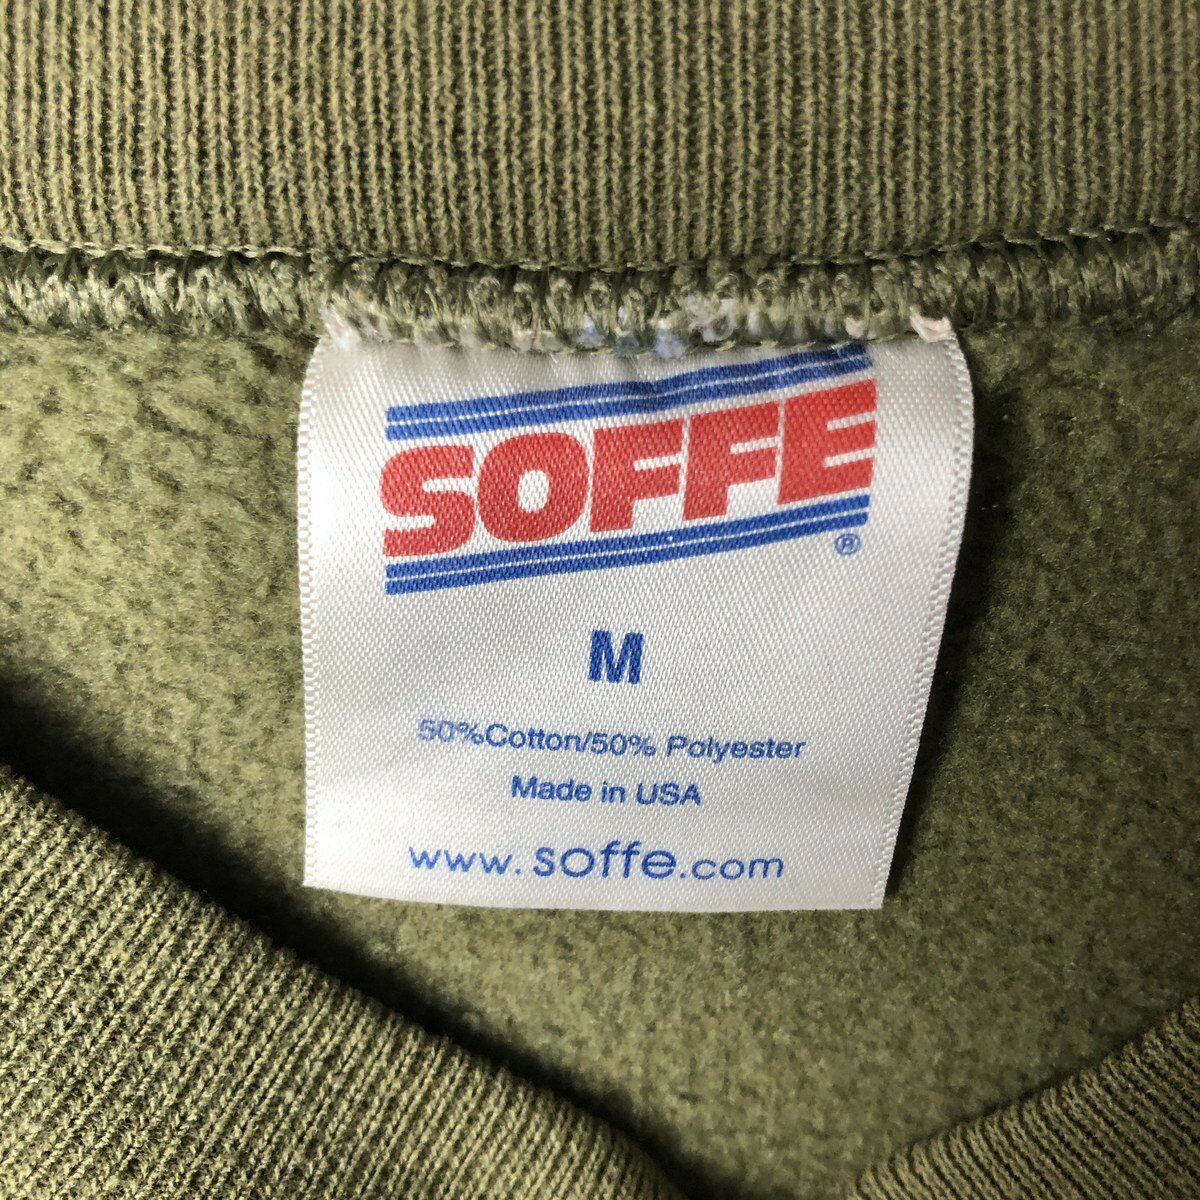 SOFFE
®
M
50%Cotton/50% Polyester
Made in USA
www.soffe.com